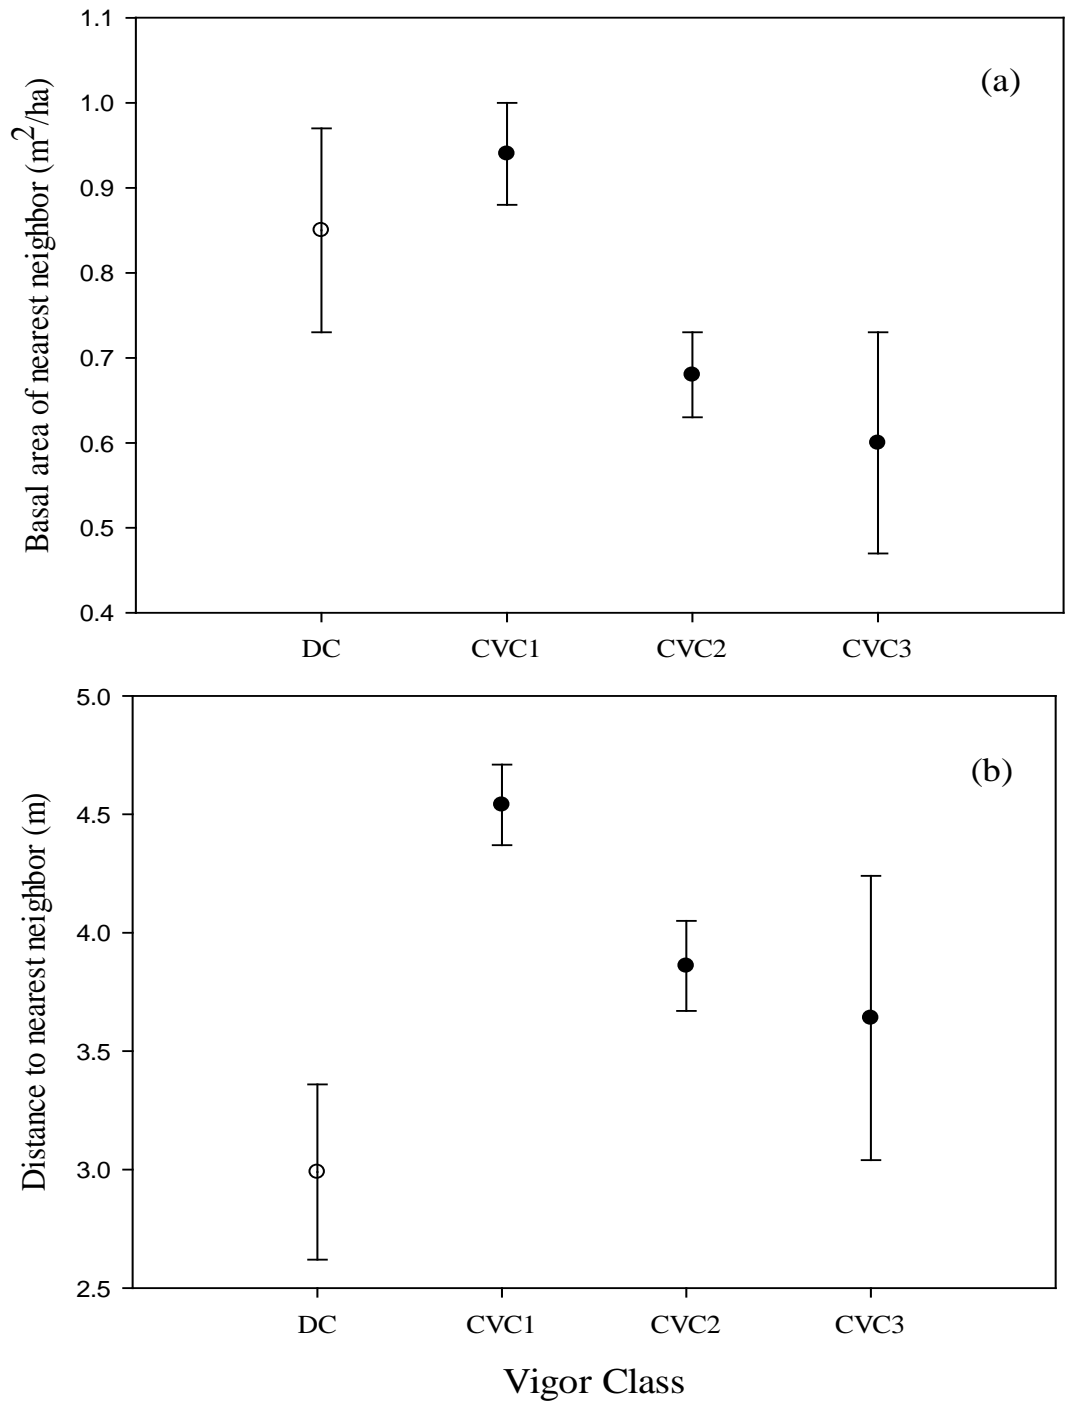 (a)
Basal area of nearest neighbor (m²/ha)
1.1
1.0
0.9
0.8
0.7
0.6
0.5
0.4
DC CVC1 CVC2 CVC3
(b)
Distance to nearest neighbor (m)
5.0
4.5
4.0
3.5
3.0
2.5
DC CVC1 CVC2 CVC3
Vigor Class